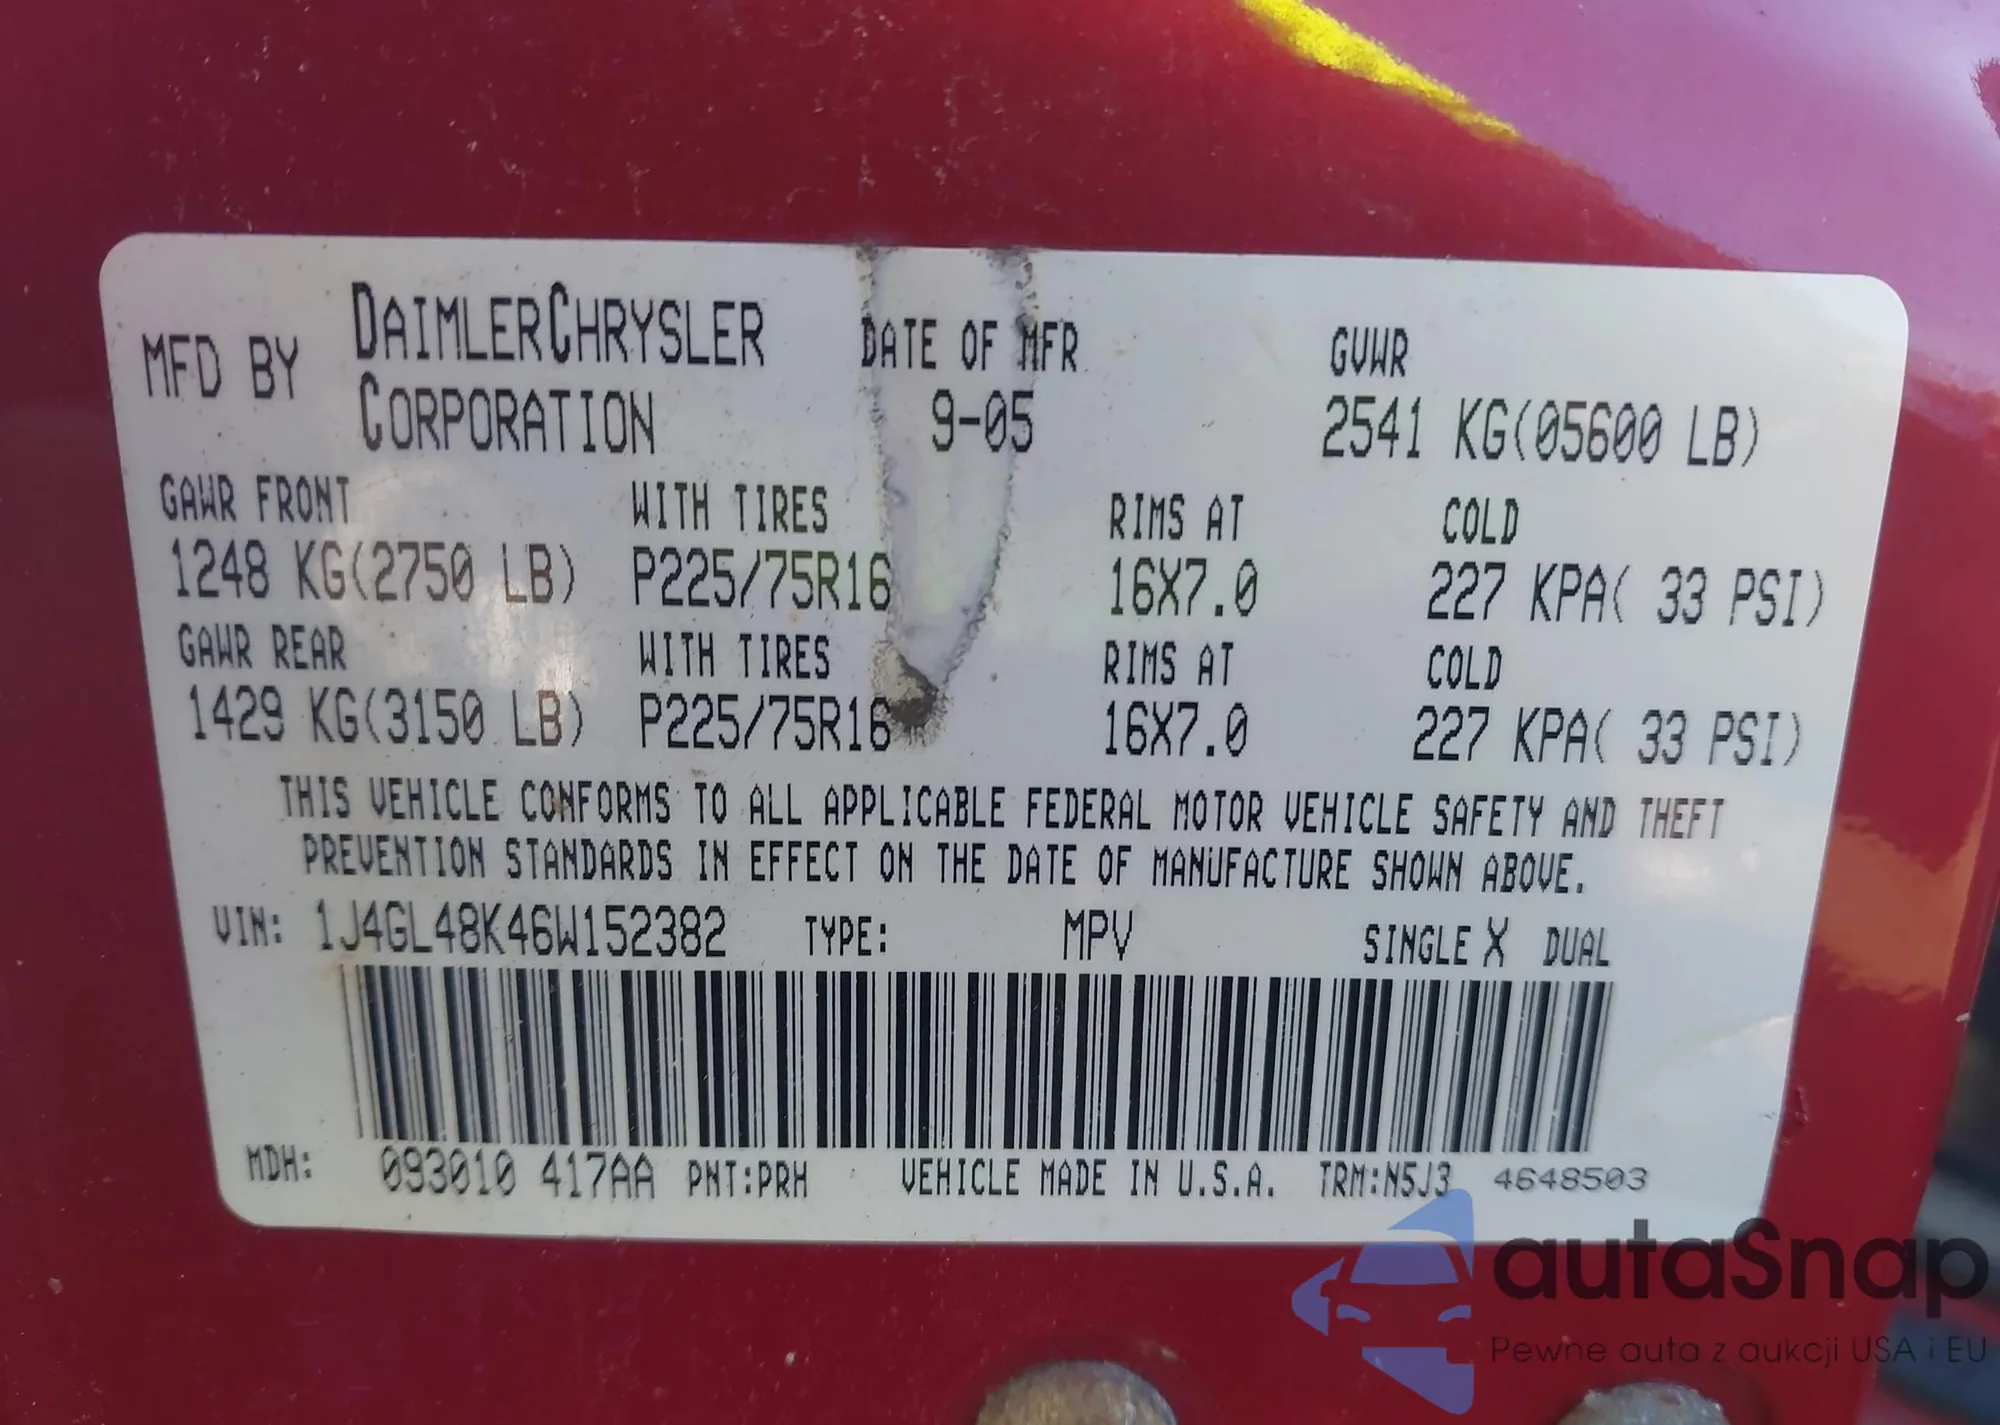 MFD BY DAIMLERCHRYSLER CORPORATION DATE OF MFR 9-05 GVWR 2541 KG(05600 LB)
GAWR FRONT WITH TIRES RIMS AT COLD
1248 KG(2750 LB) P225/75R16 16X7.0 227 KPA( 33 PSI)
GAWR REAR WITH TIRES RIMS AT COLD
1429 KG(3150 LB) P225/75R16 16X7.0 227 KPA( 33 PSI)
THIS VEHICLE CONFORMS TO ALL APPLICABLE FEDERAL MOTOR VEHICLE SAFETY AND THEFT
PREVENTION STANDARDS IN EFFECT ON THE DATE OF MANUFACTURE SHOWN ABOVE.
VIN: 1J4GL48K46W152382 TYPE: MPV SINGLE X DUAL
MDH: 093010 417AA PNT:PRH VEHICLE MADE IN U.S.A. TRM:N5J3 4648503
autaSnap
Pewne auta z aukcji USA i EU